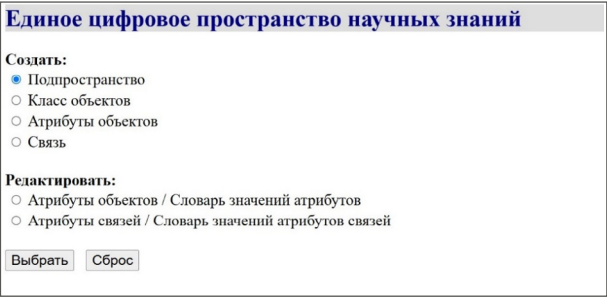 Единое цифровое пространство научных знаний
Создать:
Подпространство
Класс объектов
Атрибуты объектов
Связь
Редактировать:
Атрибуты объектов / Словарь значений атрибутов
Атрибуты связей / Словарь значений атрибутов связей
Выбрать Сброс